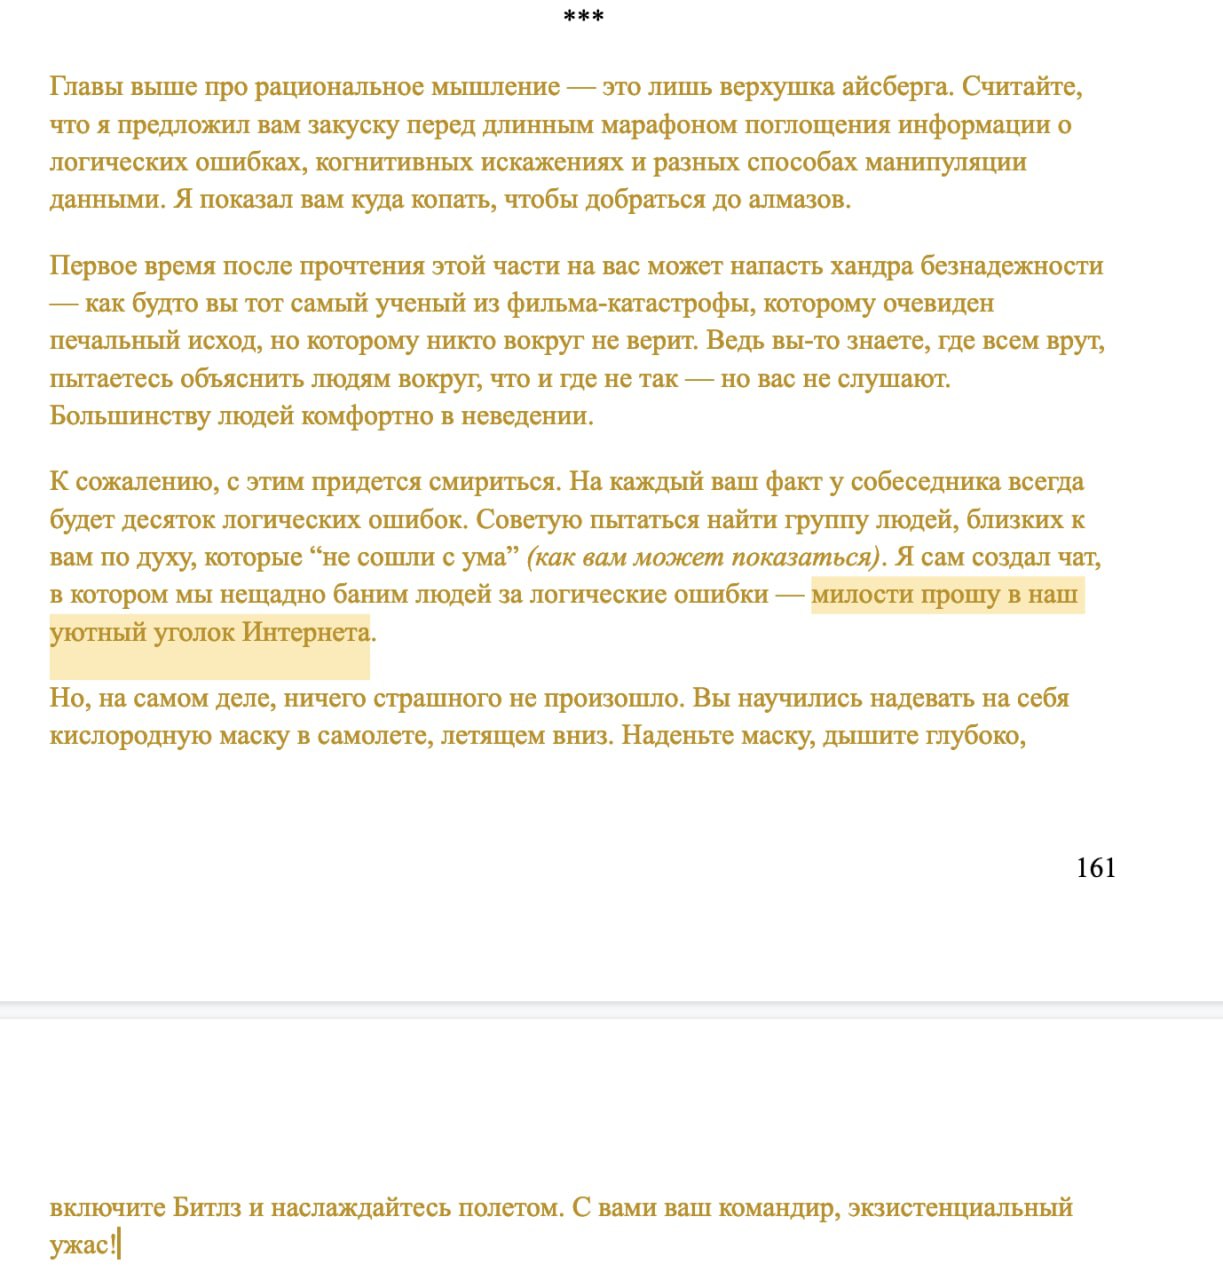 ***
Главы выше про рациональное мышление — это лишь верхушка айсберга. Считайте,
что я предложил вам закуску перед длинным марафоном поглощения информации о
логических ошибках, когнитивных искажениях и разных способах манипуляции
данными. Я показал вам куда копать, чтобы добраться до алмазов.
Первое время после прочтения этой части на вас может напасть хандра безнадежности
— как будто вы тот самый ученый из фильма-катастрофы, которому очевиден
печальный исход, но которому никто вокруг не верит. Ведь вы-то знаете, где всем врут,
пытаетесь объяснить людям вокруг, что и где не так — но вас не слушают.
Большинству людей комфортно в неведении.
К сожалению, с этим придется смириться. На каждый ваш факт у собеседника всегда
будет десяток логических ошибок. Советую пытаться найти группу людей, близких к
вам по духу, которые “не сошли с ума” (как вам может показаться). Я сам создал чат,
в котором мы нещадно баним людей за логические ошибки — милости прошу в наш
уютный уголок Интернета.
Но, на самом деле, ничего страшного не произошло. Вы научились надевать на себя
кислородную маску в самолете, летящем вниз. Наденьте маску, дышите глубоко,
161
включите Битлз и наслаждайтесь полетом. С вами ваш командир, экзистенциальный
ужас!